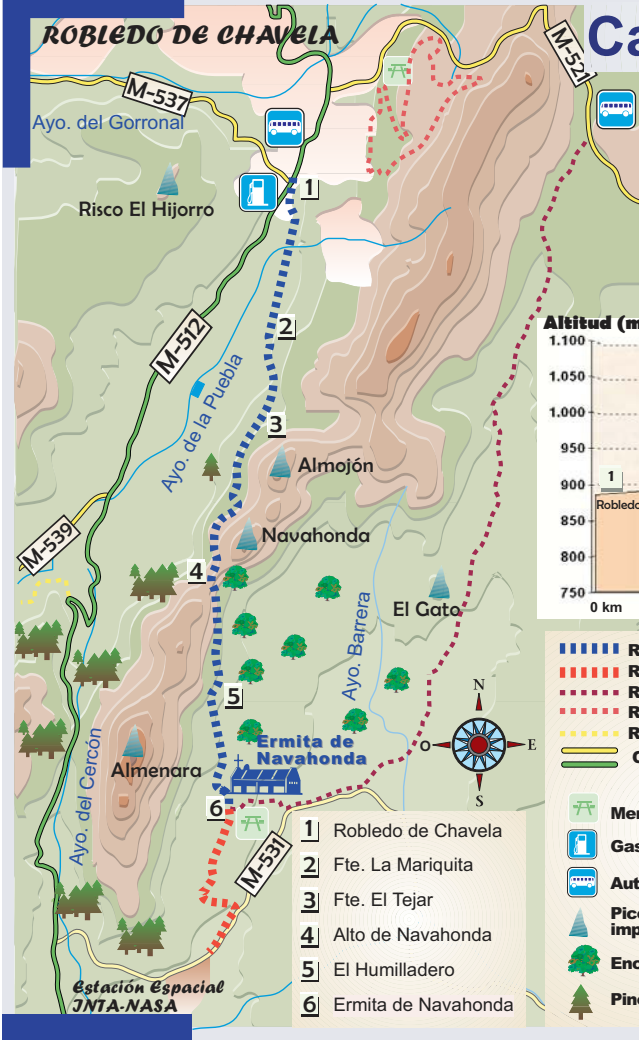 ROBLEDO DE CHAVELA
Ca
M-521
M-537
Ayo. del Gorronal
Risco El Hijorro
1
M-512
2
Ayo. de la Puebla
3
Almojón
Navahonda
M-539
4
El Gato
Ayo. Barrera
5
Ermita de
Navahonda
Almenara
Ayo. del Cercón
6
M-531
Estación Espacial
INTA-NASA
N
O
E
S
Altitud (m
1.100
1.050
1.000
950
900
850
800
750
1
Robledo
0 km
1 Robledo de Chavela
2 Fte. La Mariquita
3 Fte. El Tejar
4 Alto de Navahonda
5 El Humilladero
6 Ermita de Navahonda
R
R
R
R
R
C
Mer
Gas
Aut
Pico
imp
Enc
Pin